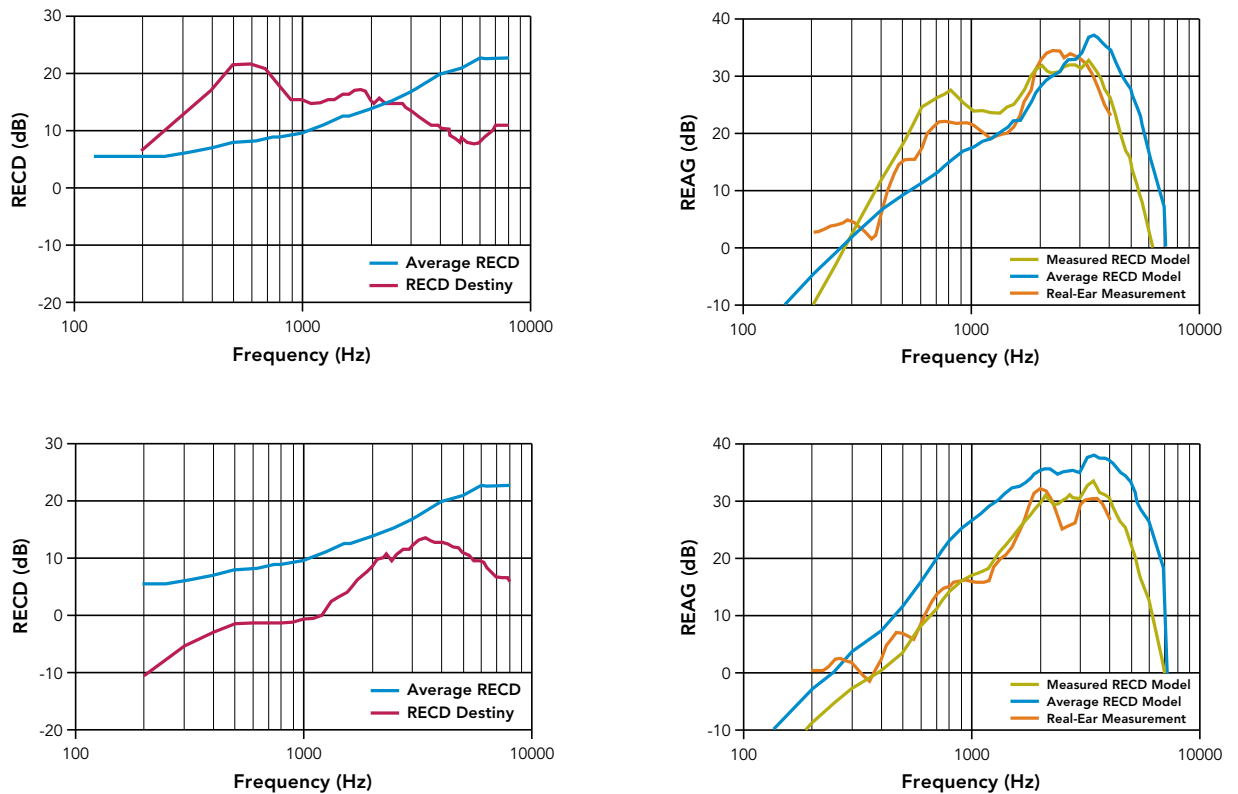 30
20
10
0
-10
-20
RECD (dB)
Average RECD
RECD Destiny
100
1000
10000
Frequency (Hz)
40
30
20
10
0
-10
REAG (dB)
Measured RECD Model
Average RECD Model
Real-Ear Measurement
100
1000
10000
Frequency (Hz)
30
20
10
0
-10
-20
RECD (dB)
Average RECD
RECD Destiny
100
1000
10000
Frequency (Hz)
40
30
20
10
0
-10
REAG (dB)
Measured RECD Model
Average RECD Model
Real-Ear Measurement
100
1000
10000
Frequency (Hz)